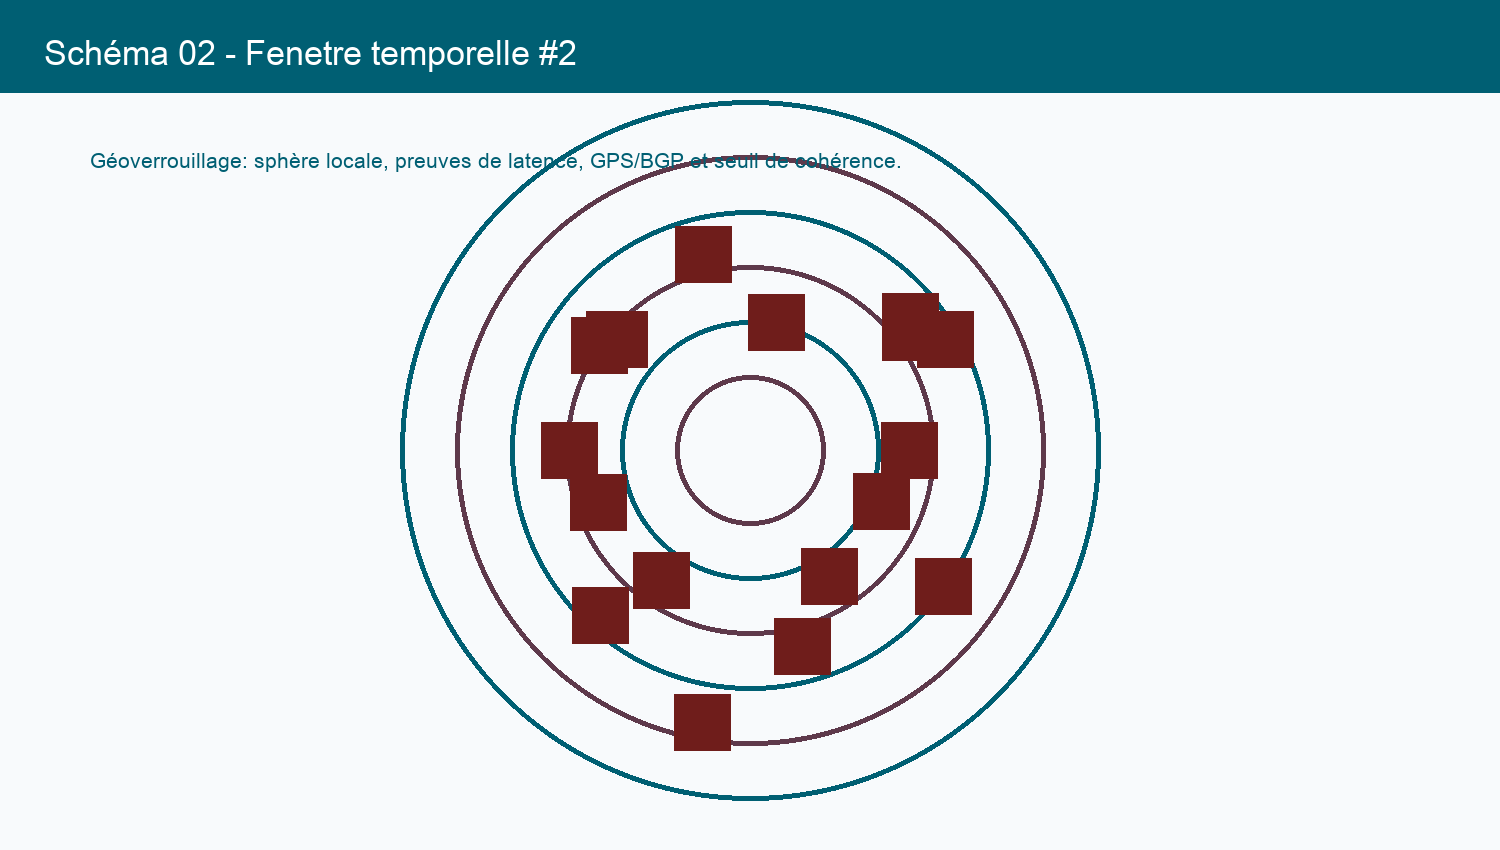 Schéma 02 - Fenetre temporelle #2
Géoverrouillage: sphère locale, preuves de latence, GPS/BGP et seuil de cohérence.